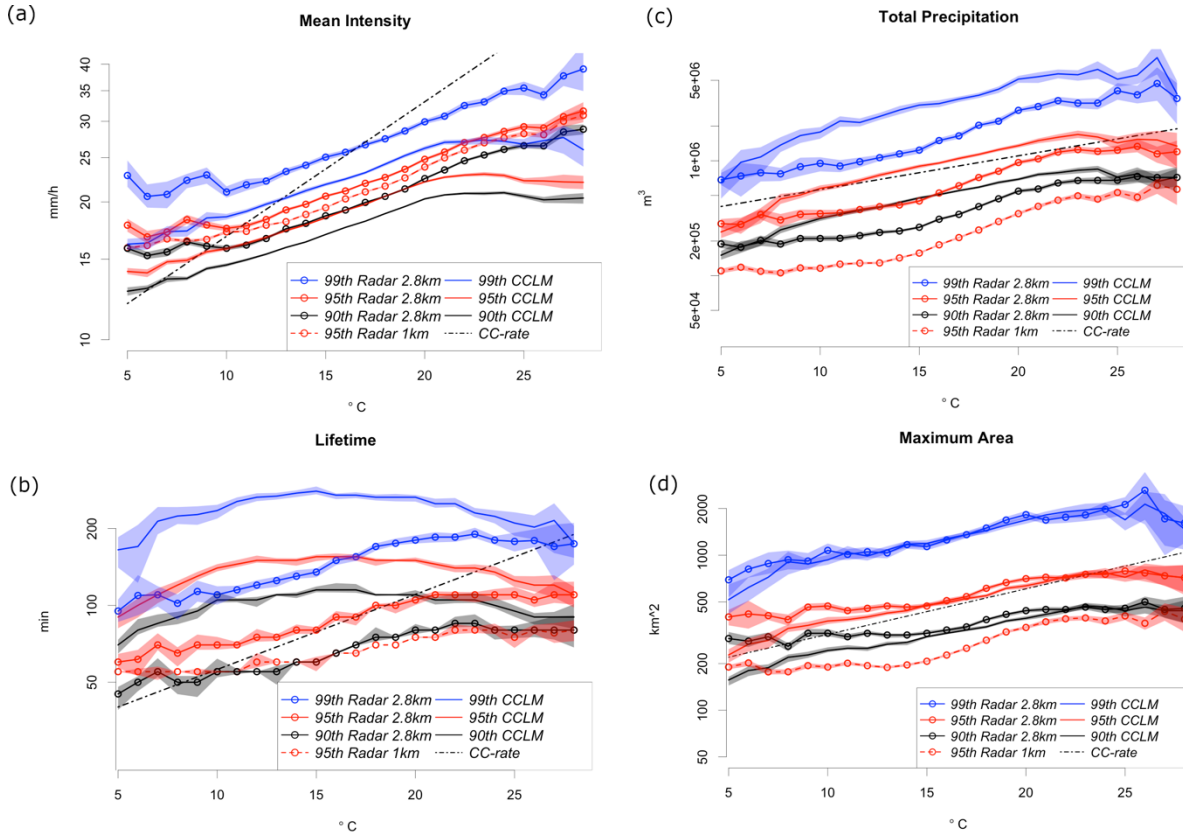 (a)
Mean Intensity
mm/h
40
35
30
25
20
15
10
99th Radar 2.8km 99th CCLM
95th Radar 2.8km 95th CCLM
90th Radar 2.8km 90th CCLM
95th Radar 1km CC-rate
5 10 15 20 25
° C
(c)
Total Precipitation
m³
5e+06
1e+06
2e+05
5e+04
99th Radar 2.8km 99th CCLM
95th Radar 2.8km 95th CCLM
90th Radar 2.8km 90th CCLM
95th Radar 1km CC-rate
5 10 15 20 25
° C
(b)
Lifetime
min
200
100
50
99th Radar 2.8km 99th CCLM
95th Radar 2.8km 95th CCLM
90th Radar 2.8km 90th CCLM
95th Radar 1km CC-rate
5 10 15 20 25
° C
(d)
Maximum Area
km^2
2000
1000
500
200
100
50
99th Radar 2.8km 99th CCLM
95th Radar 2.8km 95th CCLM
90th Radar 2.8km 90th CCLM
95th Radar 1km CC-rate
5 10 15 20 25
° C